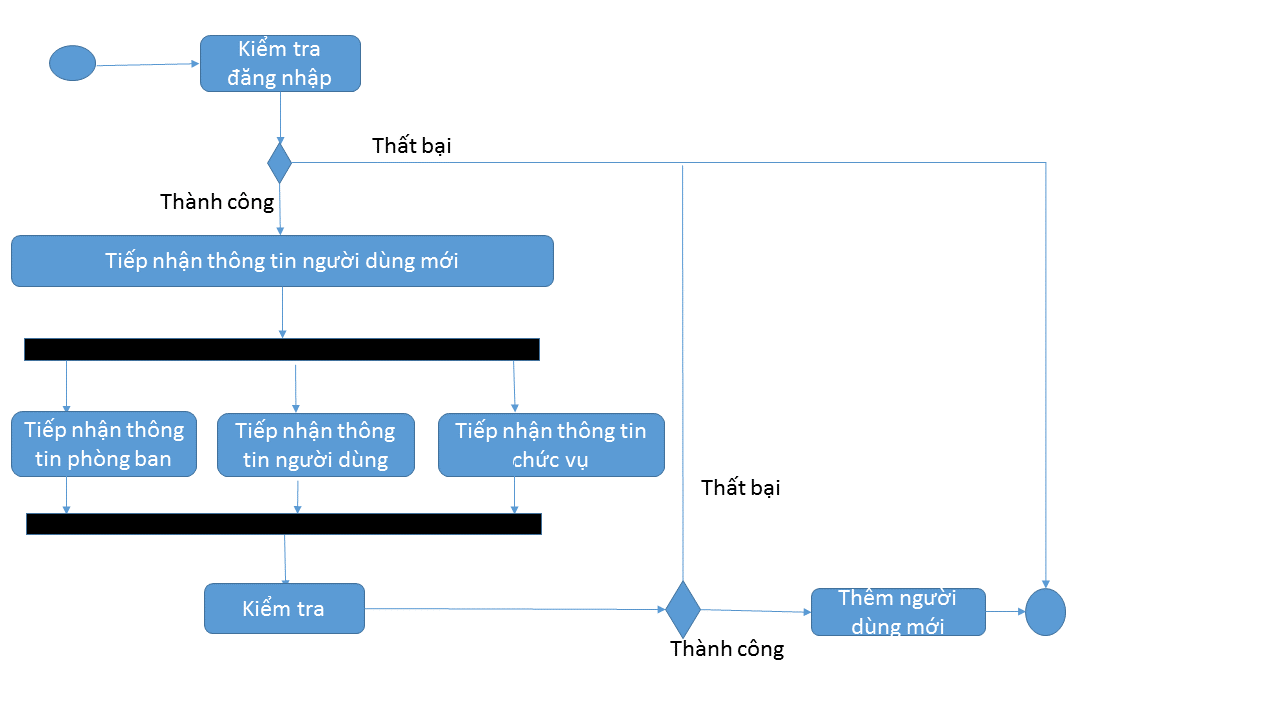 Kiểm tra
đăng nhập
Thất bại
Thành công
Tiếp nhận thông tin người dùng mới
Tiếp nhận thông
tin phòng ban
Tiếp nhận thông
tin người dùng
Tiếp nhận thông tin
chức vụ
Thất bại
Kiểm tra
Thêm người
dùng mới
Thành công